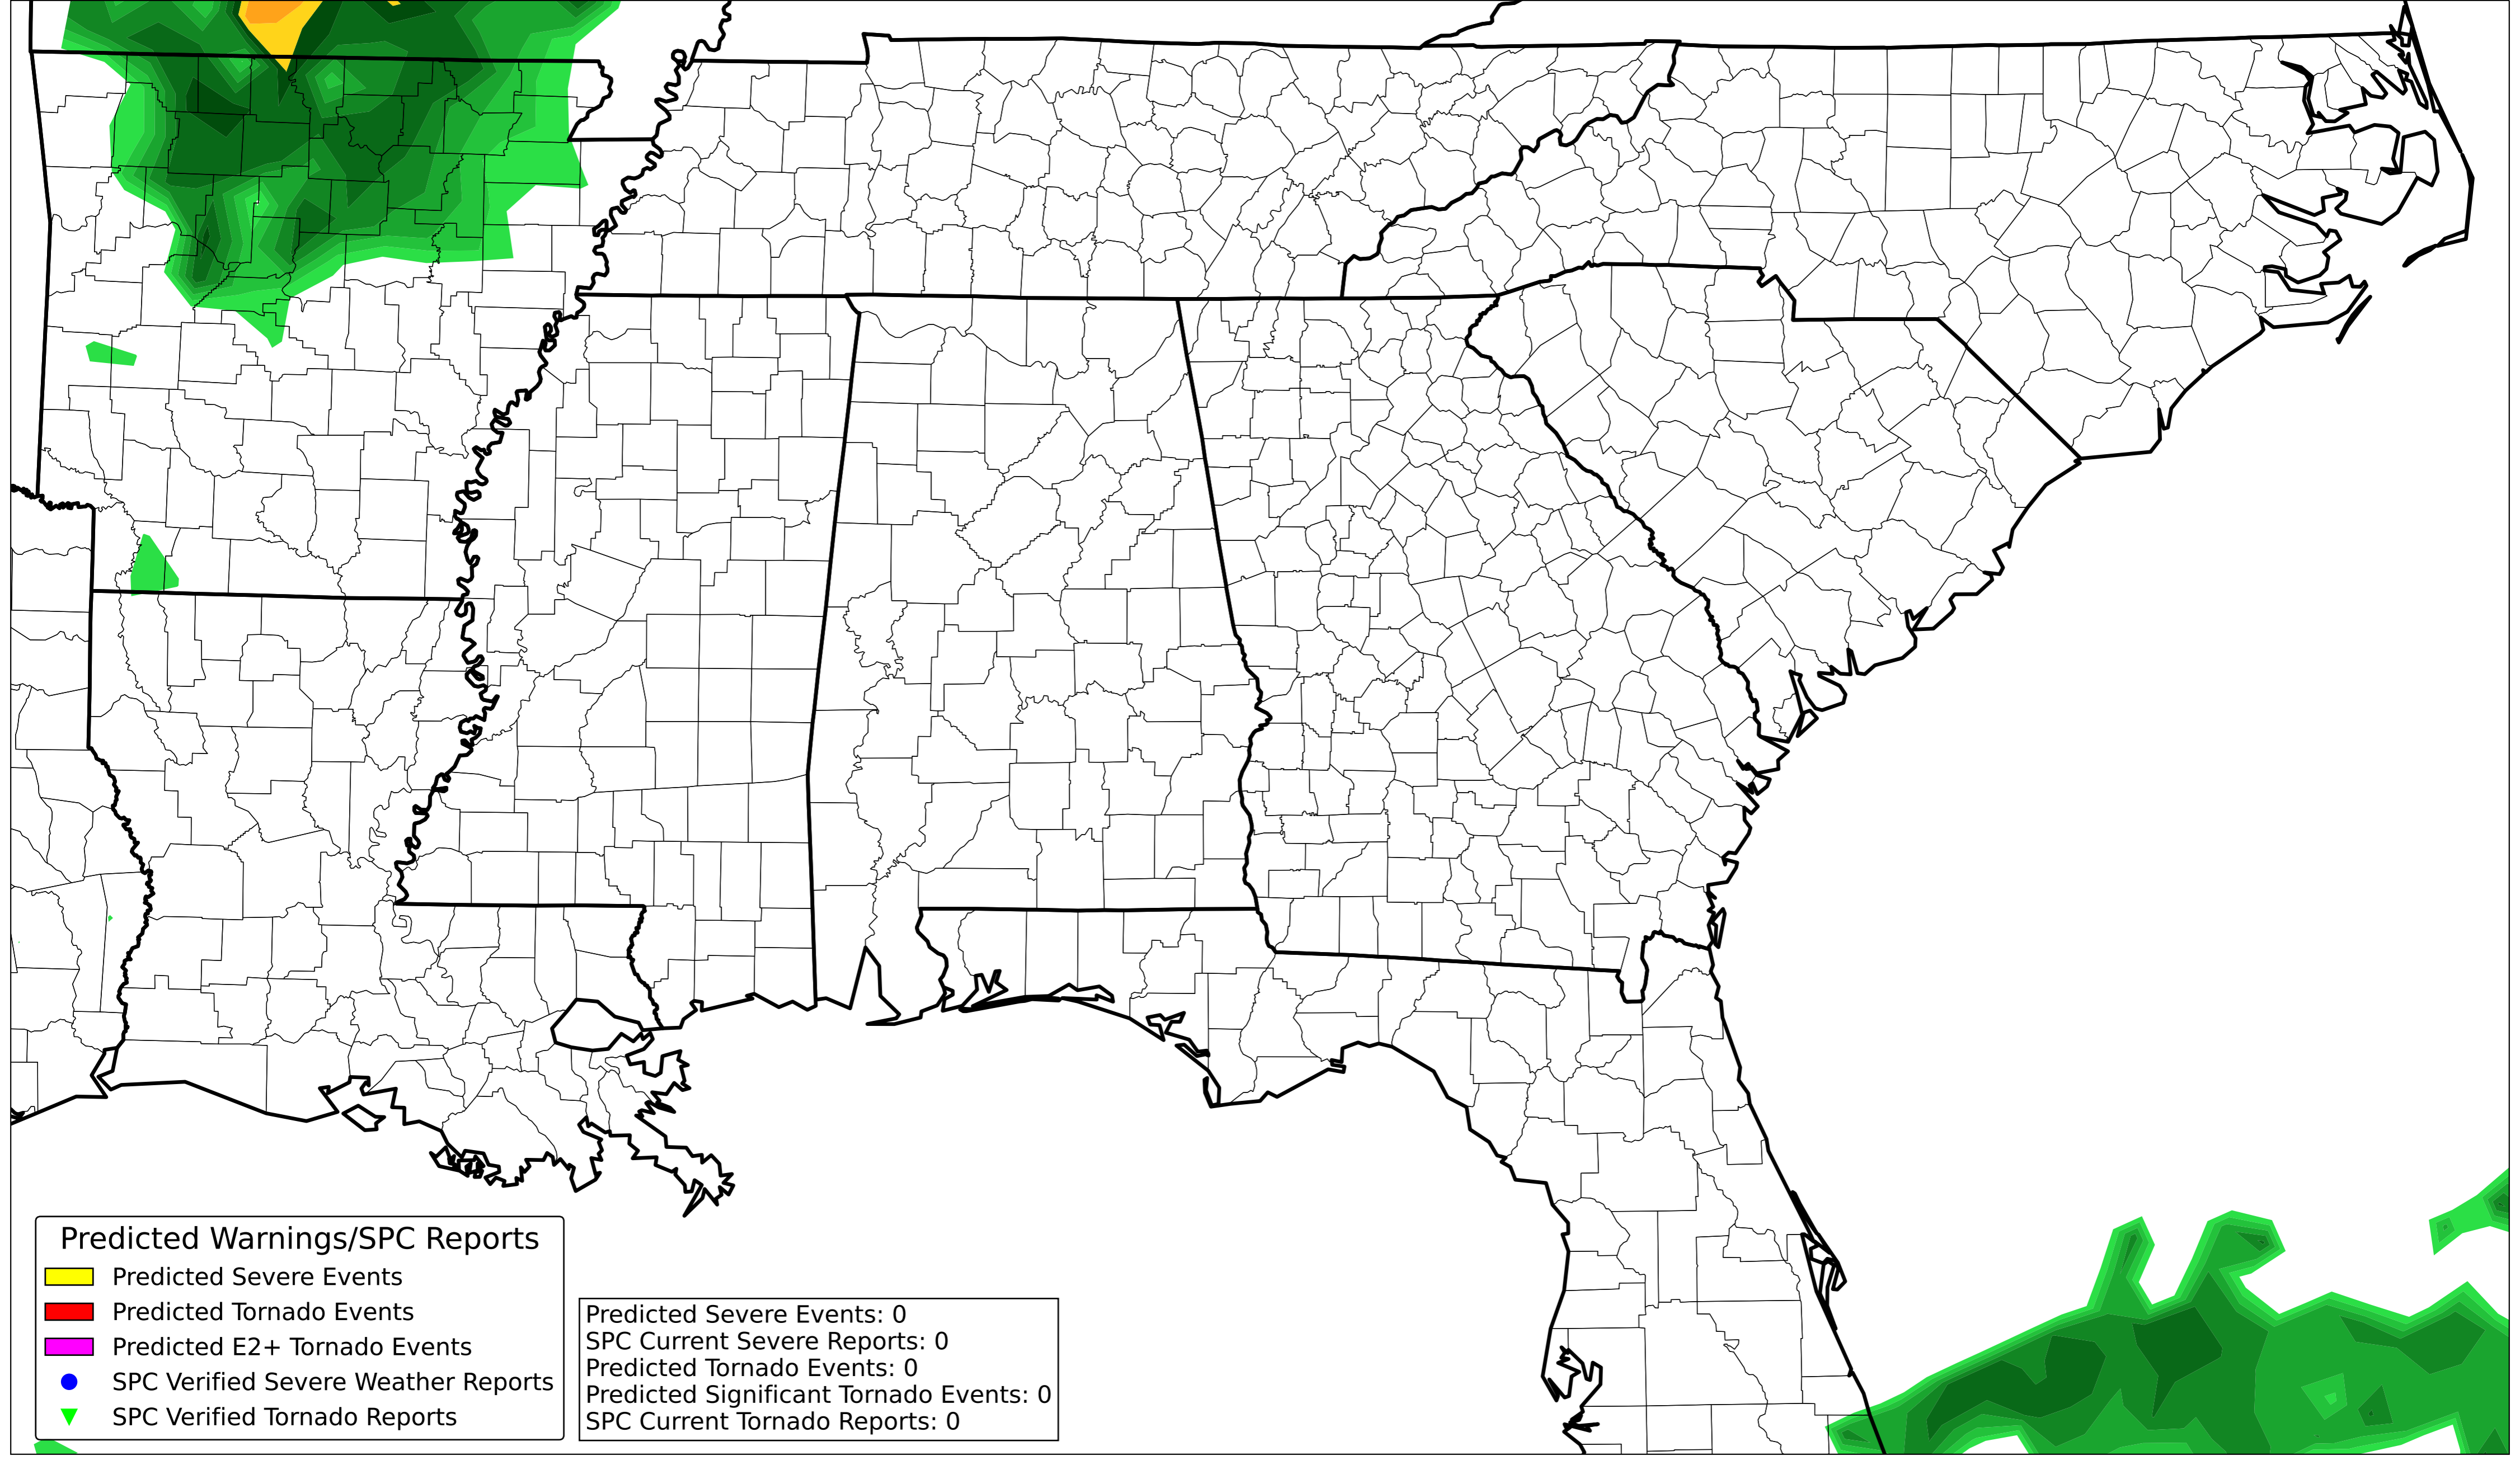 Predicted Warnings/SPC Reports
Predicted Severe Events
Predicted Tornado Events
Predicted E2+ Tornado Events
SPC Verified Severe Weather Reports
SPC Verified Tornado Reports
Predicted Severe Events: 0
SPC Current Severe Reports: 0
Predicted Tornado Events: 0
Predicted Significant Tornado Events: 0
SPC Current Tornado Reports: 0